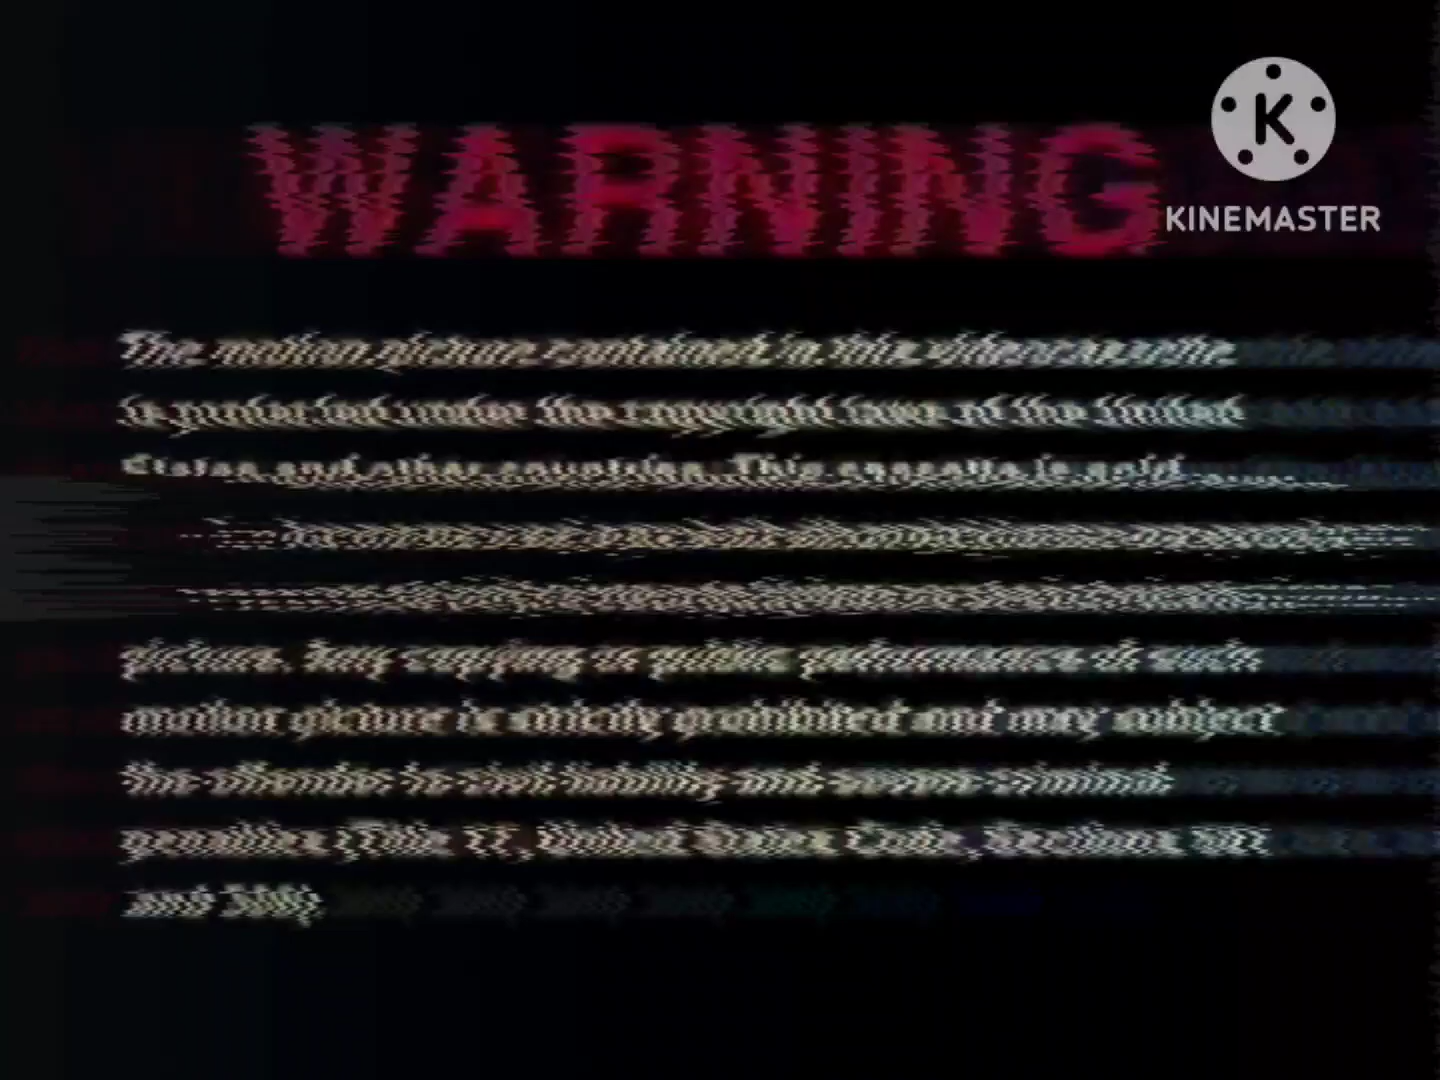 WARNING
KINEMASTER
The motion picture contained in this videocassette
is protected under the copyright laws of the United
States and other countries. This cassette is sold
picture. Any copying or public performance of such
motion picture is strictly prohibited and may subject
the offender to civil liability and severe criminal
penalties (Title 17, United States Code, Sections 501
and 506)